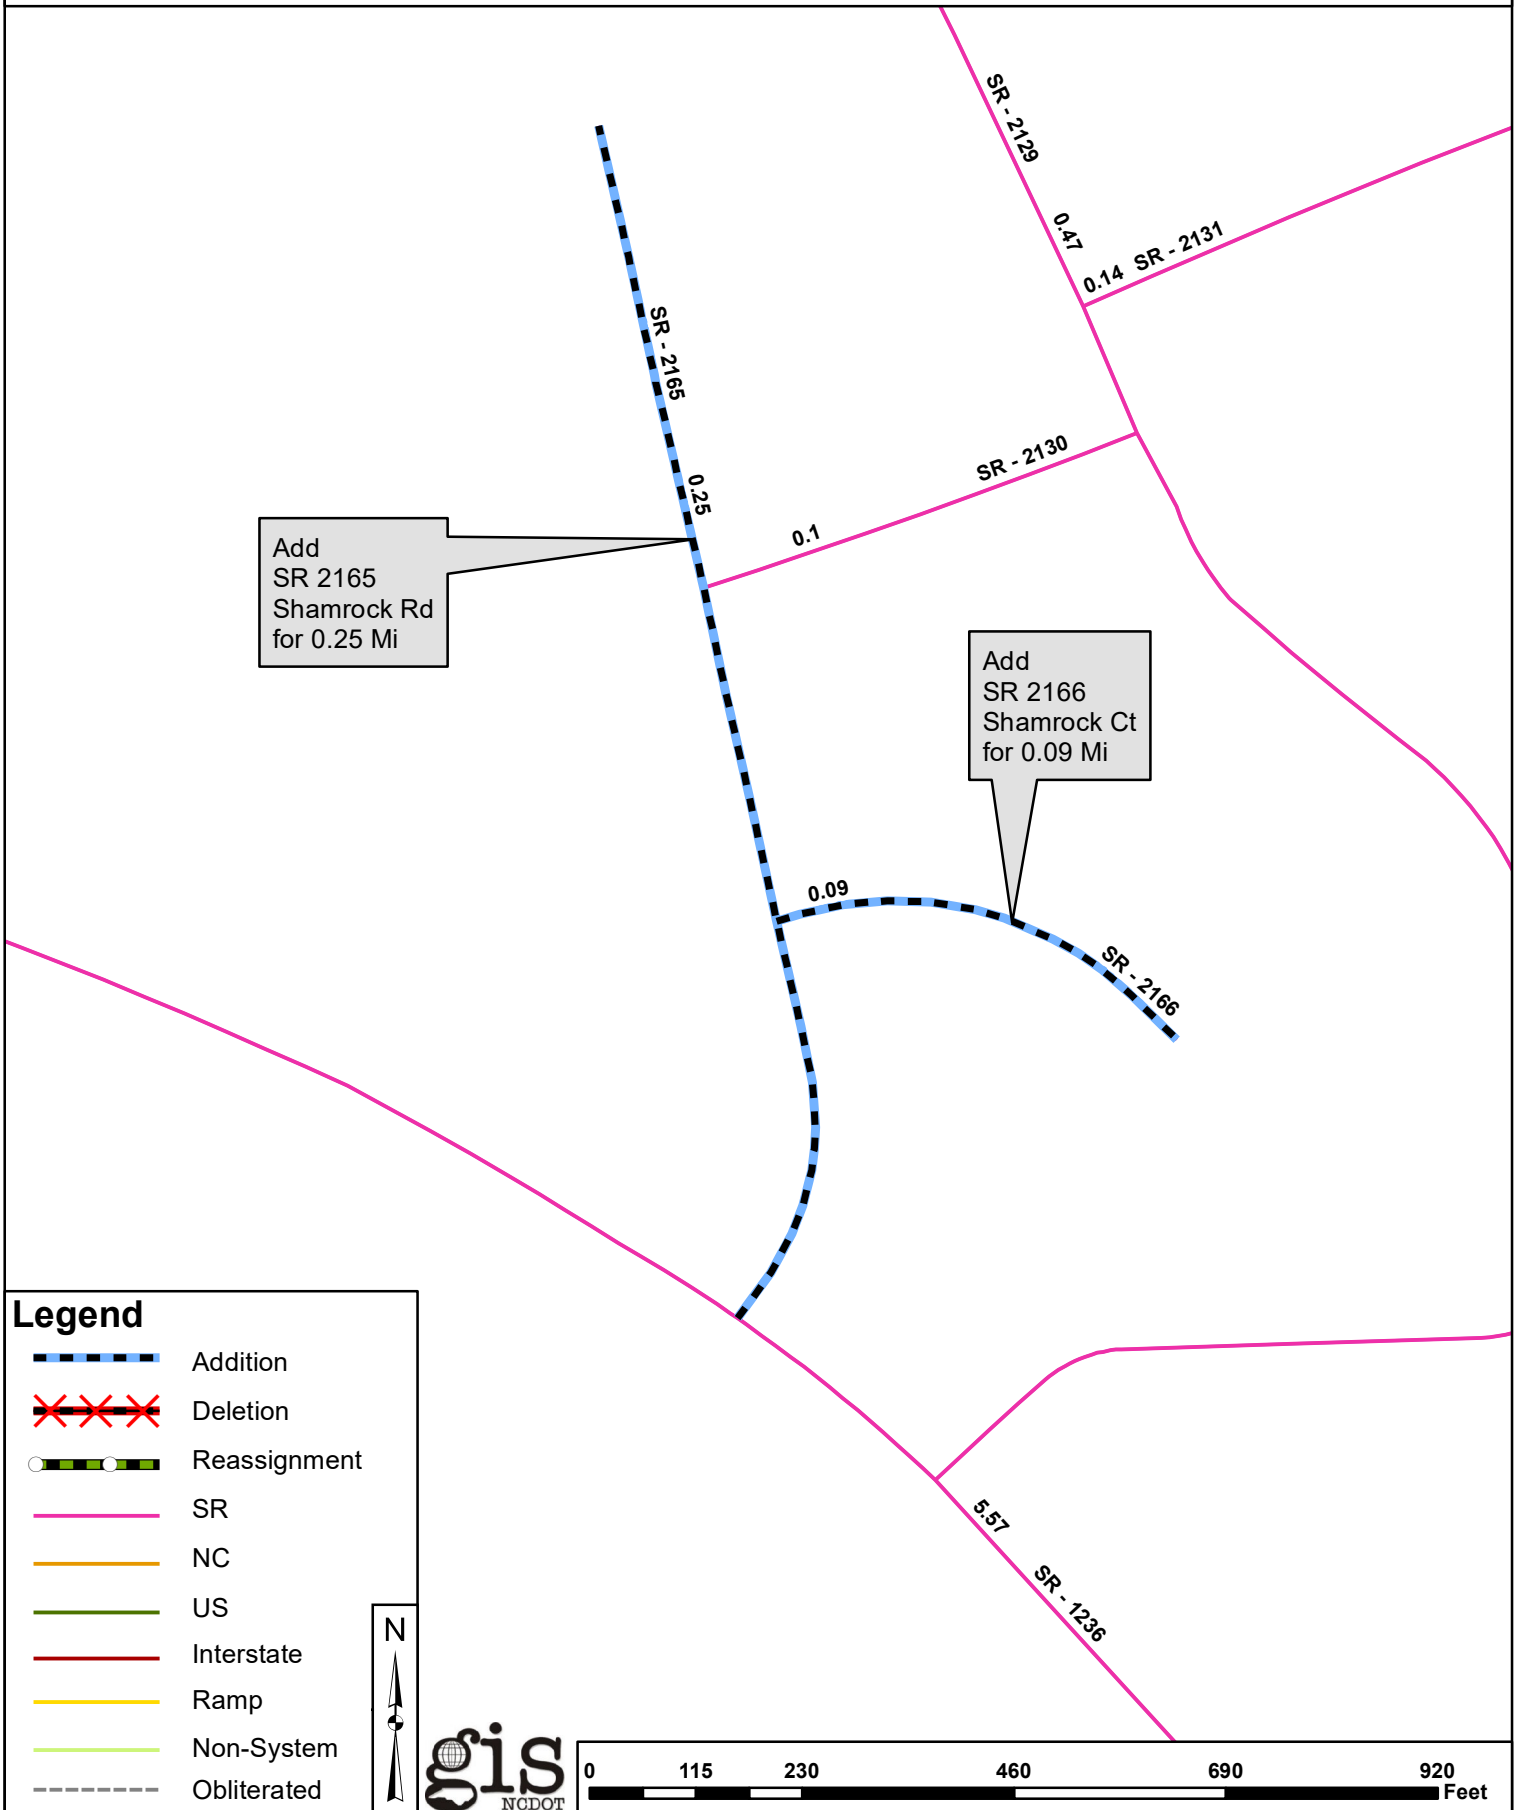 SR - 2129
0.47
0.14 SR - 2131
SR - 2165
0.25
SR - 2130
0.1
Add
SR 2165
Shamrock Rd
for 0.25 Mi
Add
SR 2166
Shamrock Ct
for 0.09 Mi
0.09
SR - 2166
5.57
SR - 1236
Legend
Addition
Deletion
Reassignment
SR
NC
US
Interstate
Ramp
Non-System
Obliterated
N
gis
NCDOT
0 115 230 460 690 920
Feet